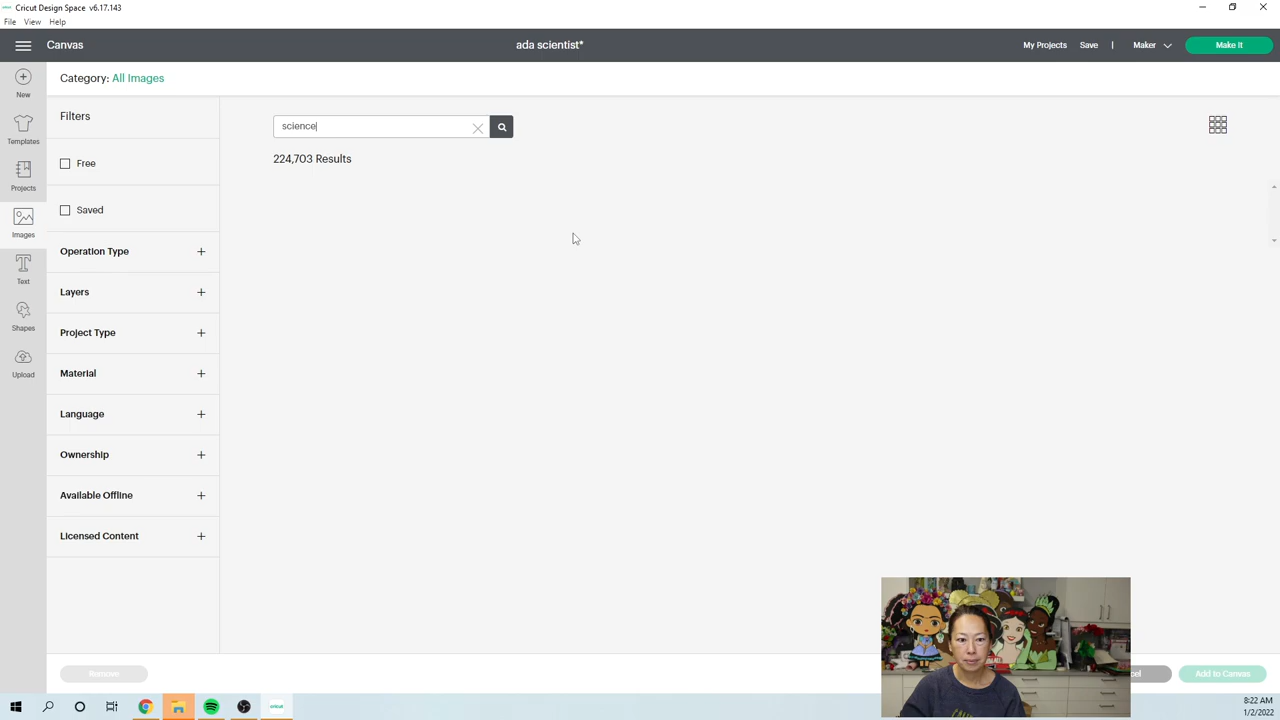 Cricut Design Space v6.17.143
File View Help
Canvas
ada scientist*
My Projects Save | Maker Make It
New
Templates
Projects
Images
Text
Shapes
Upload
Category: All Images
Filters
Free
Saved
Operation Type +
Layers +
Project Type +
Material +
Language +
Ownership +
Available Offline +
Licensed Content +
science
224,703 Results
Remove
Add to Canvas
8:22 AM
1/2/2022